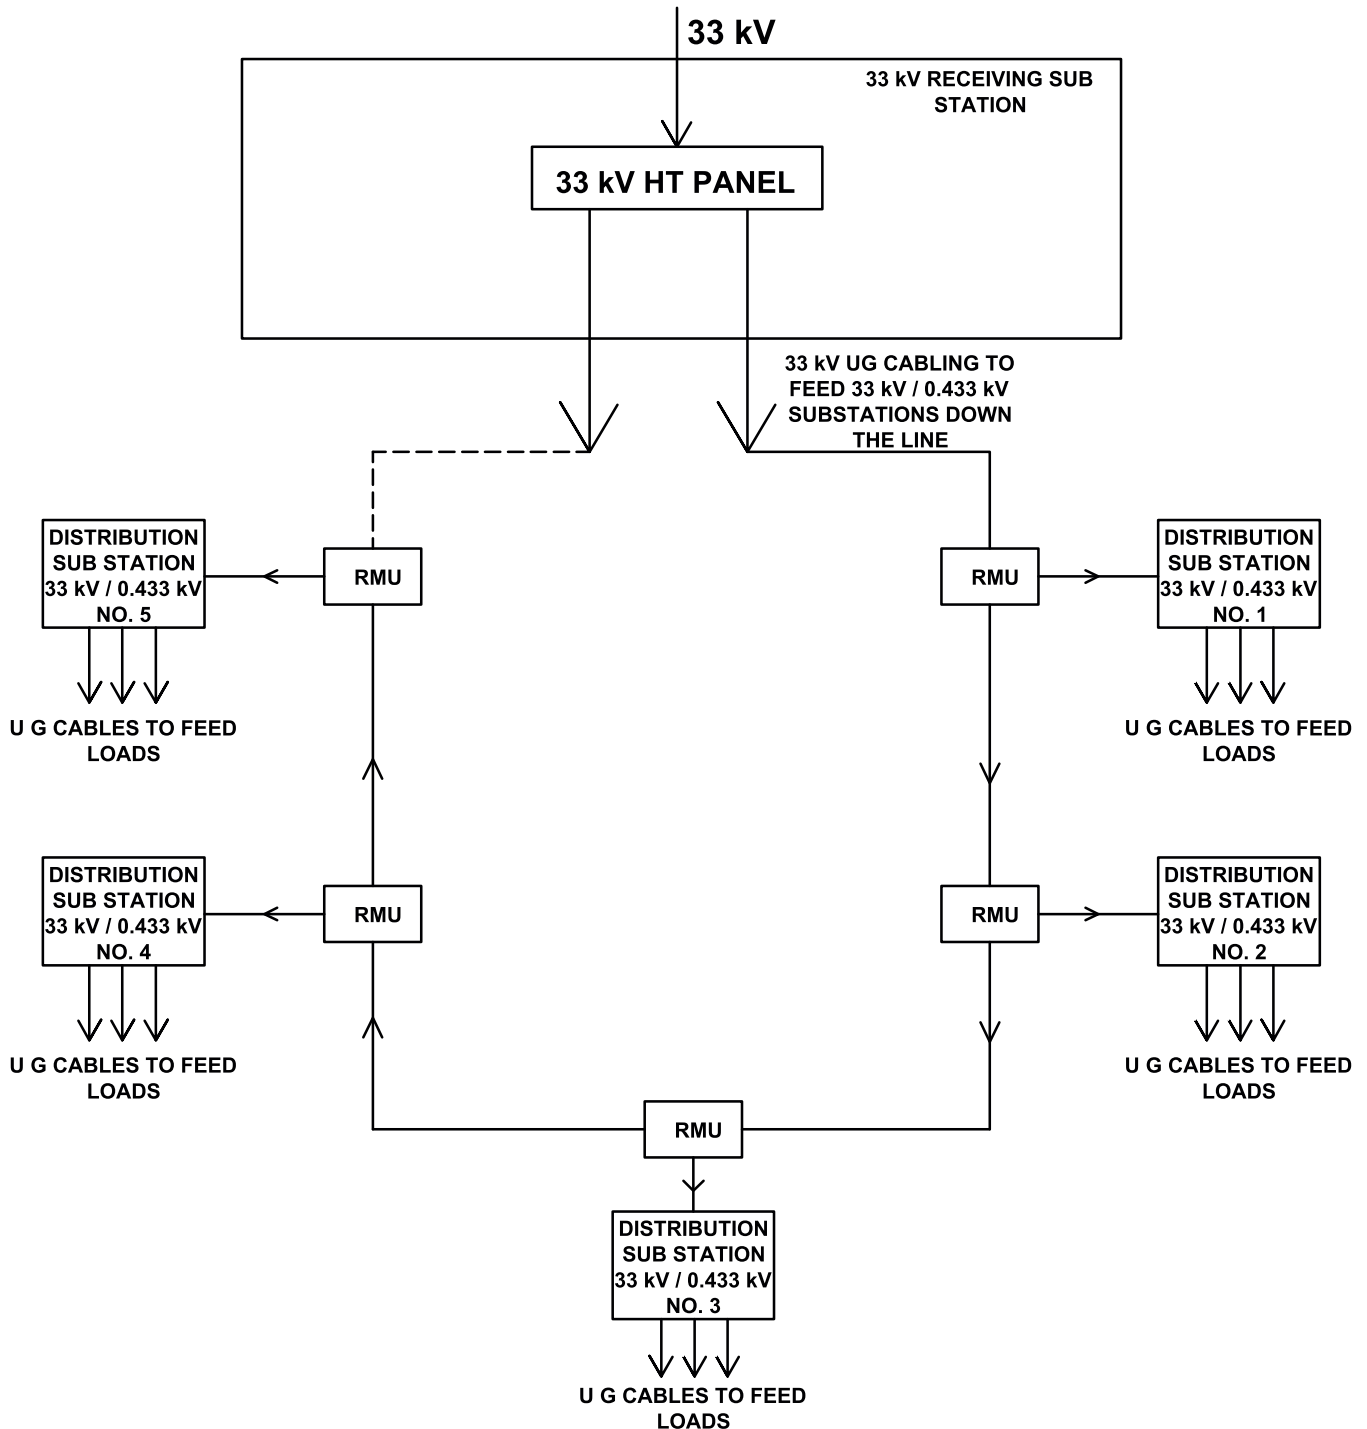 33 kV
33 kV RECEIVING SUB
STATION
33 kV HT PANEL
33 kV UG CABLING TO
FEED 33 kV / 0.433 kV
SUBSTATIONS DOWN
THE LINE
DISTRIBUTION
SUB STATION
33 kV / 0.433 kV
NO. 5
RMU
RMU
DISTRIBUTION
SUB STATION
33 kV / 0.433 kV
NO. 1
U G CABLES TO FEED
LOADS
U G CABLES TO FEED
LOADS
DISTRIBUTION
SUB STATION
33 kV / 0.433 kV
NO. 4
RMU
RMU
DISTRIBUTION
SUB STATION
33 kV / 0.433 kV
NO. 2
U G CABLES TO FEED
LOADS
U G CABLES TO FEED
LOADS
RMU
DISTRIBUTION
SUB STATION
33 kV / 0.433 kV
NO. 3
U G CABLES TO FEED
LOADS